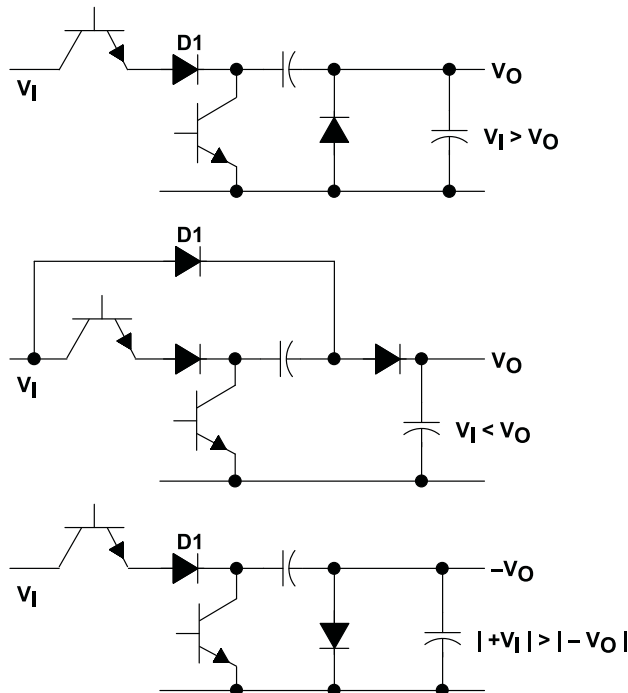 D1
VI
VO
VI > VO
D1
VI
VO
VI < VO
D1
VI
–VO
| +VI | > | – VO |